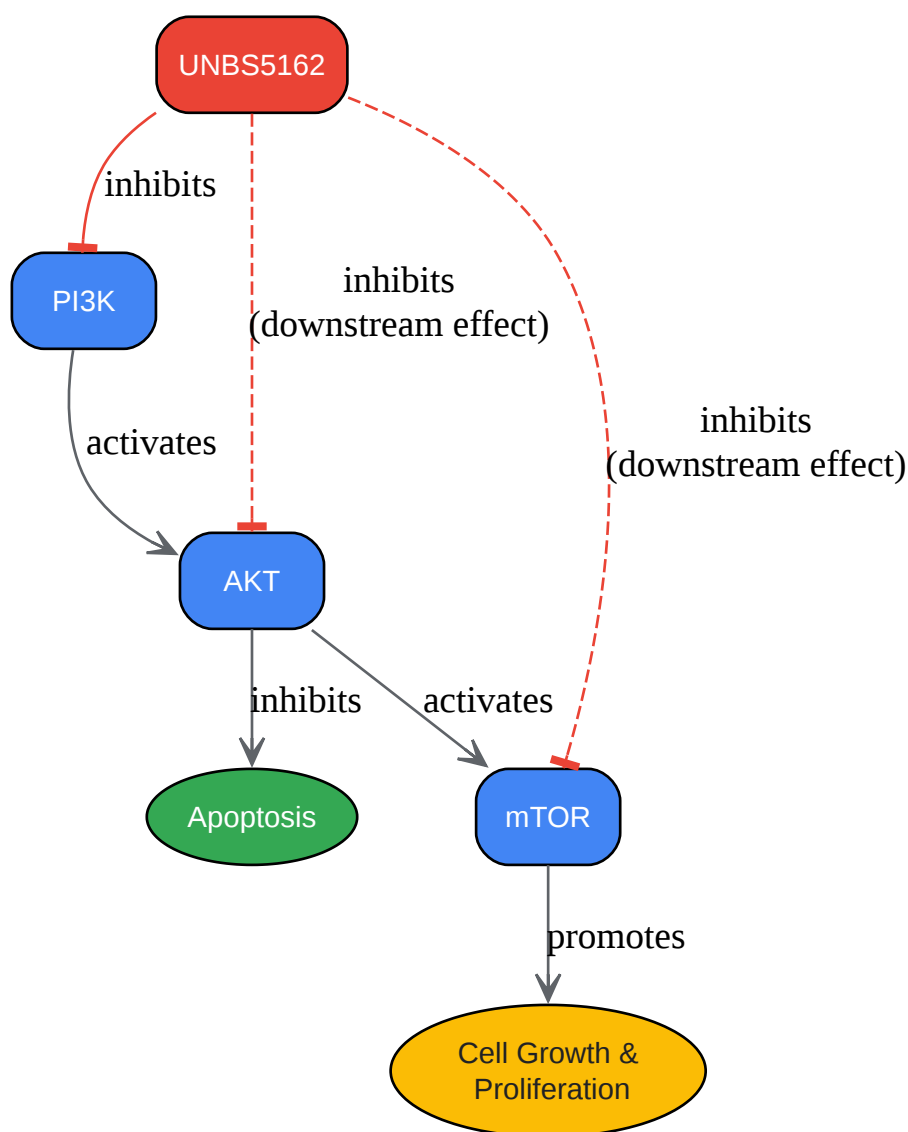 UNBS5162
inhibits
PI3K
inhibits
(downstream effect)
inhibits
(downstream effect)
activates
AKT
inhibits
activates
Apoptosis
mTOR
promotes
Cell Growth &
Proliferation